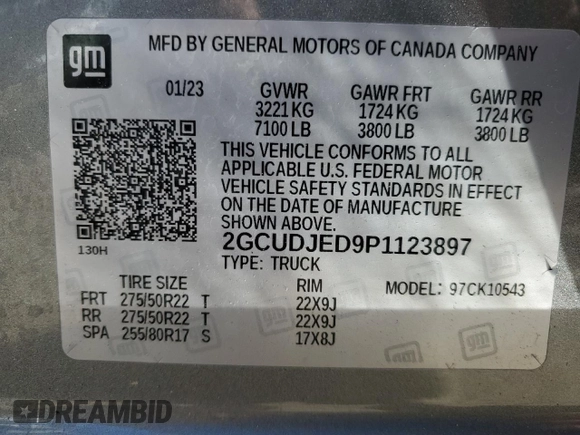 gm
MFD BY GENERAL MOTORS OF CANADA COMPANY
01/23 GVWR GAWR FRT GAWR RR
3221 KG 1724 KG 1724 KG
7100 LB 3800 LB 3800 LB
THIS VEHICLE CONFORMS TO ALL
APPLICABLE U.S. FEDERAL MOTOR
VEHICLE SAFETY STANDARDS IN EFFECT
ON THE DATE OF MANUFACTURE
SHOWN ABOVE.
130H
2GCUDJED9P1123897
TYPE: TRUCK
TIRE SIZE RIM MODEL: 97CK10543
FRT 275/50R22 T 22X9J
RR 275/50R22 T 22X9J
SPA 255/80R17 S 17X8J
DREAMBID